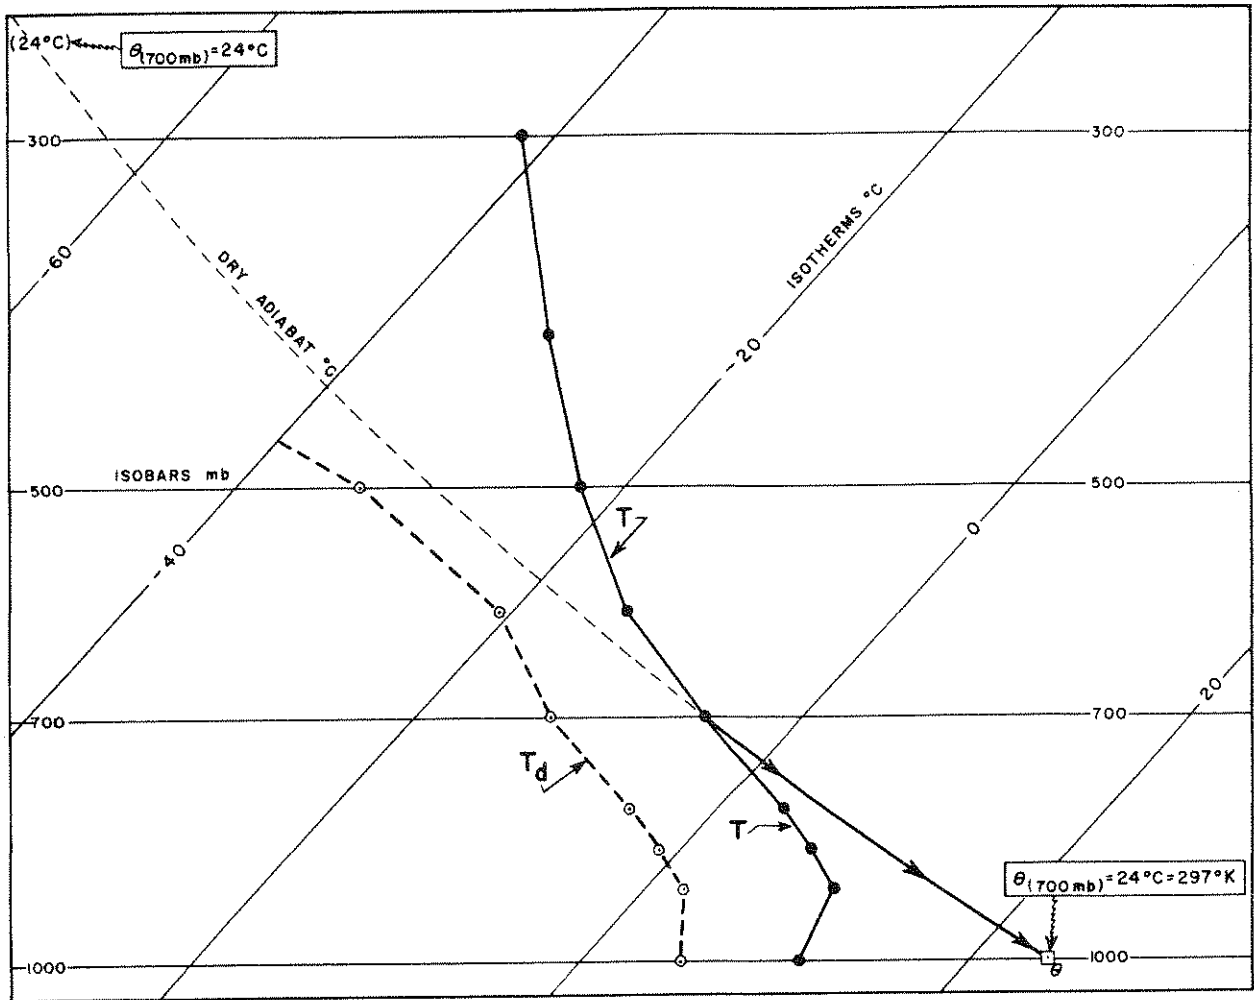 (24°C)
θ(700mb)=24°C
300
300
-60
DRY ADIABAT °C
ISOTHERMS °C
-20
ISOBARS mb
500
500
T
0
-40
20
700
700
Td
T
θ(700mb)=24°C=297°K
1000
1000
θ